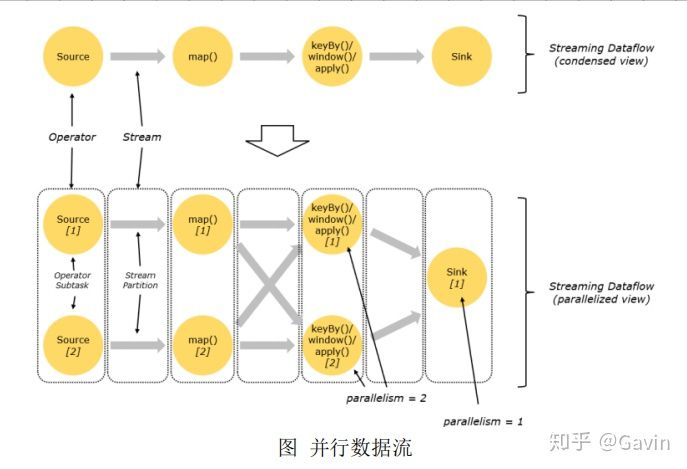 Source
map()
keyBy()/
window()/
apply()
Sink
Streaming Dataflow
(condensed view)
Operator
Stream
Source
[1]
map()
[1]
keyBy()/
window()/
apply()
[1]
Operator
Subtask
Stream
Partition
Sink
[1]
Streaming Dataflow
(parallelized view)
Source
[2]
map()
[2]
keyBy()/
window()/
apply()
[2]
parallelism = 2
parallelism = 1
图 并行数据流
知乎 @Gavin